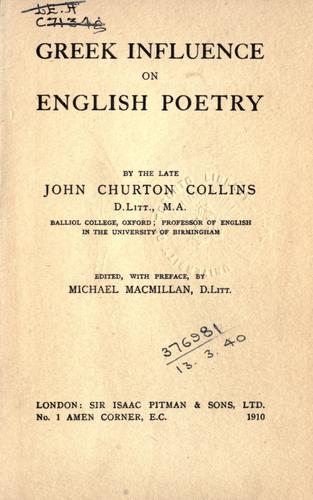 L.E.H
C7134g
GREEK INFLUENCE
ON
ENGLISH POETRY
BY THE LATE
JOHN CHURTON COLLINS
D.LITT., M.A.
BALLIOL COLLEGE, OXFORD; PROFESSOR OF ENGLISH
IN THE UNIVERSITY OF BIRMINGHAM
EDITED, WITH PREFACE, BY
MICHAEL MACMILLAN, D.LITT.
376981
13.3.40
LONDON: SIR ISAAC PITMAN & SONS, LTD.
No. 1 AMEN CORNER, E.C. 1910